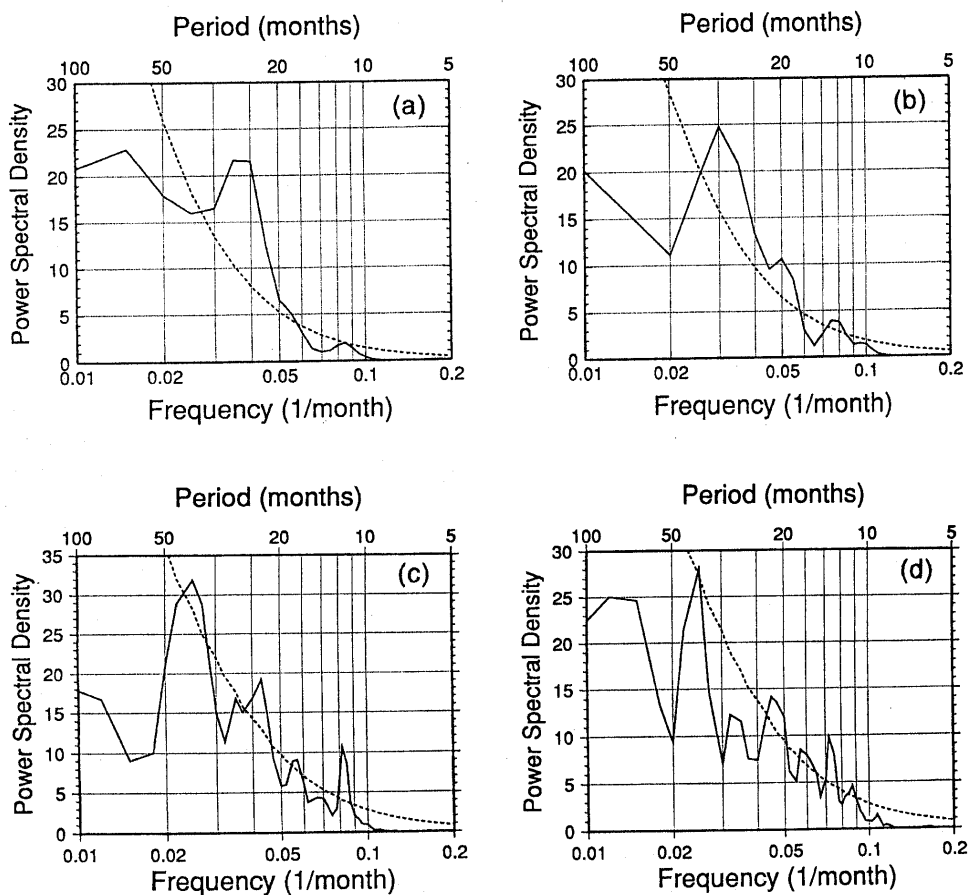 Period (months)
100 50 20 10 5
30
25
20
15
10
5
0
Power Spectral Density
(a)
0.01 0.02 0.05 0.1 0.2
Frequency (1/month)
Period (months)
100 50 20 10 5
30
25
20
15
10
5
0
Power Spectral Density
(b)
0.01 0.02 0.05 0.1 0.2
Frequency (1/month)
Period (months)
100 50 20 10 5
35
30
25
20
15
10
5
0
Power Spectral Density
(c)
0.01 0.02 0.05 0.1 0.2
Frequency (1/month)
Period (months)
100 50 20 10 5
30
25
20
15
10
5
0
Power Spectral Density
(d)
0.01 0.02 0.05 0.1 0.2
Frequency (1/month)